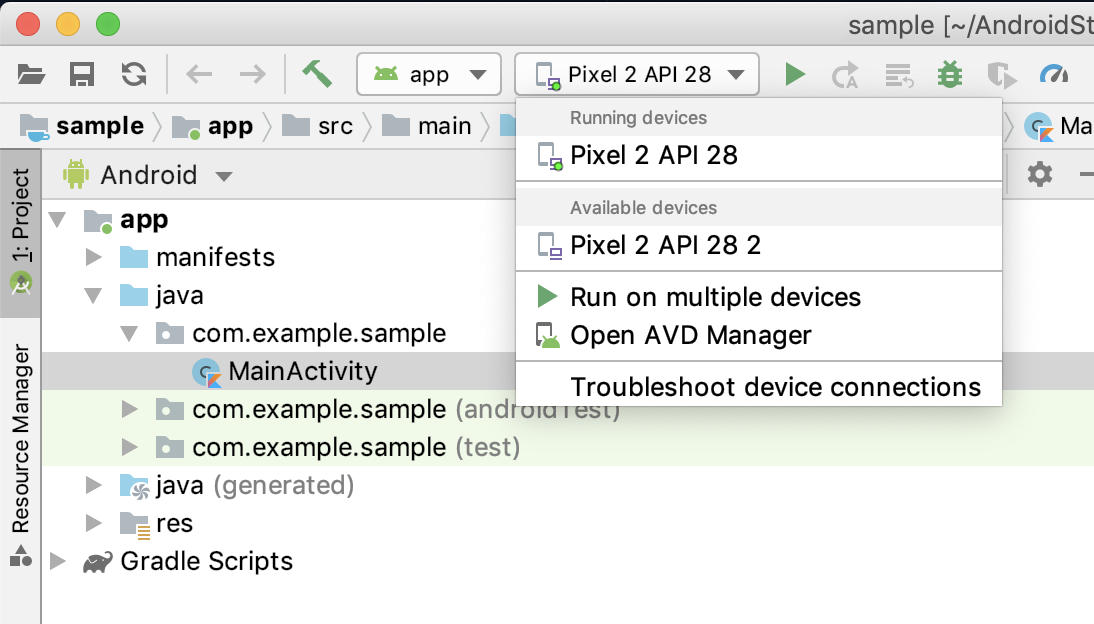 sample [~/AndroidSt
app
Pixel 2 API 28
sample
app
src
main
Ma
Running devices
Pixel 2 API 28
Available devices
Pixel 2 API 28 2
Run on multiple devices
Open AVD Manager
Troubleshoot device connections
1: Project
Resource Manager
Android
app
manifests
java
com.example.sample
MainActivity
com.example.sample (androidTest)
com.example.sample (test)
java (generated)
res
Gradle Scripts